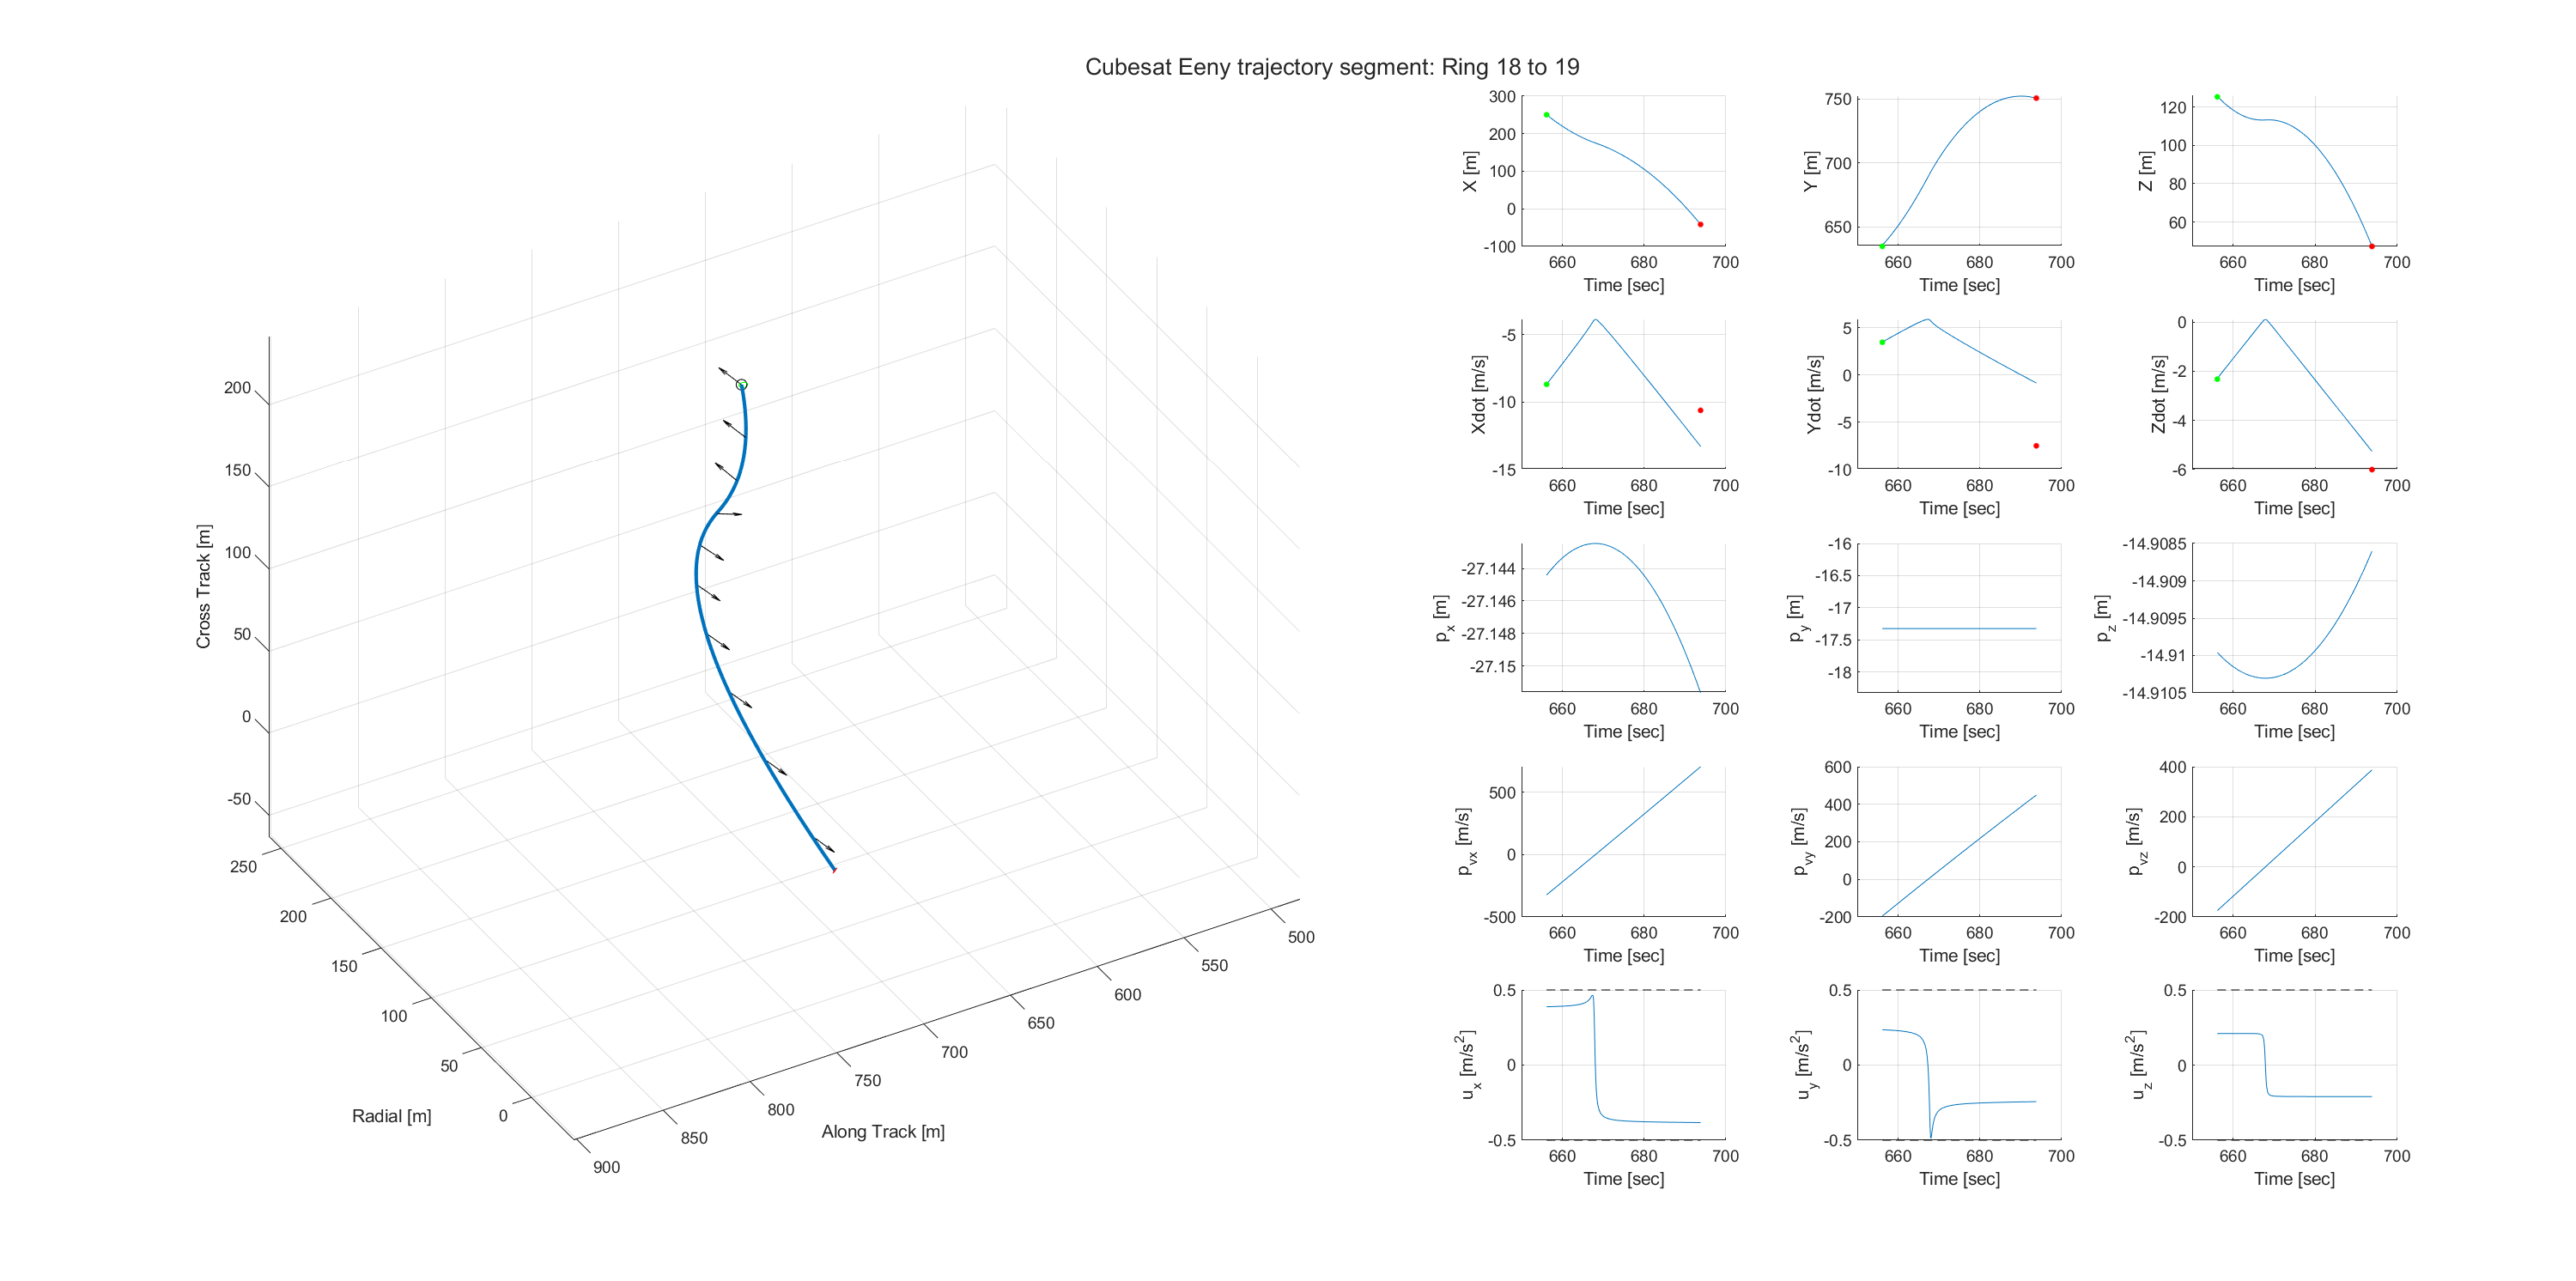 Cubesat Eeny trajectory segment: Ring 18 to 19
200
150
100
50
0
-50
Cross Track [m]
250
200
150
100
50
0
Radial [m]
900
850
800
750
700
650
600
550
500
Along Track [m]
300
200
100
0
-100
X [m]
660 680 700
Time [sec]
750
700
650
Y [m]
660 680 700
Time [sec]
120
100
80
60
Z [m]
660 680 700
Time [sec]
-5
-10
-15
Xdot [m/s]
660 680 700
Time [sec]
5
0
-5
-10
Ydot [m/s]
660 680 700
Time [sec]
0
-2
-4
-6
Zdot [m/s]
660 680 700
Time [sec]
-27.144
-27.146
-27.148
-27.15
p_x [m]
660 680 700
Time [sec]
-16
-16.5
-17
-17.5
-18
p_y [m]
660 680 700
Time [sec]
-14.9085
-14.909
-14.9095
-14.91
-14.9105
p_z [m]
660 680 700
Time [sec]
500
0
-500
p_vx [m/s]
660 680 700
Time [sec]
600
400
200
0
-200
p_vy [m/s]
660 680 700
Time [sec]
400
200
0
-200
p_vz [m/s]
660 680 700
Time [sec]
0.5
0
-0.5
u_x [m/s^2]
660 680 700
Time [sec]
0.5
0
-0.5
u_y [m/s^2]
660 680 700
Time [sec]
0.5
0
-0.5
u_z [m/s^2]
660 680 700
Time [sec]